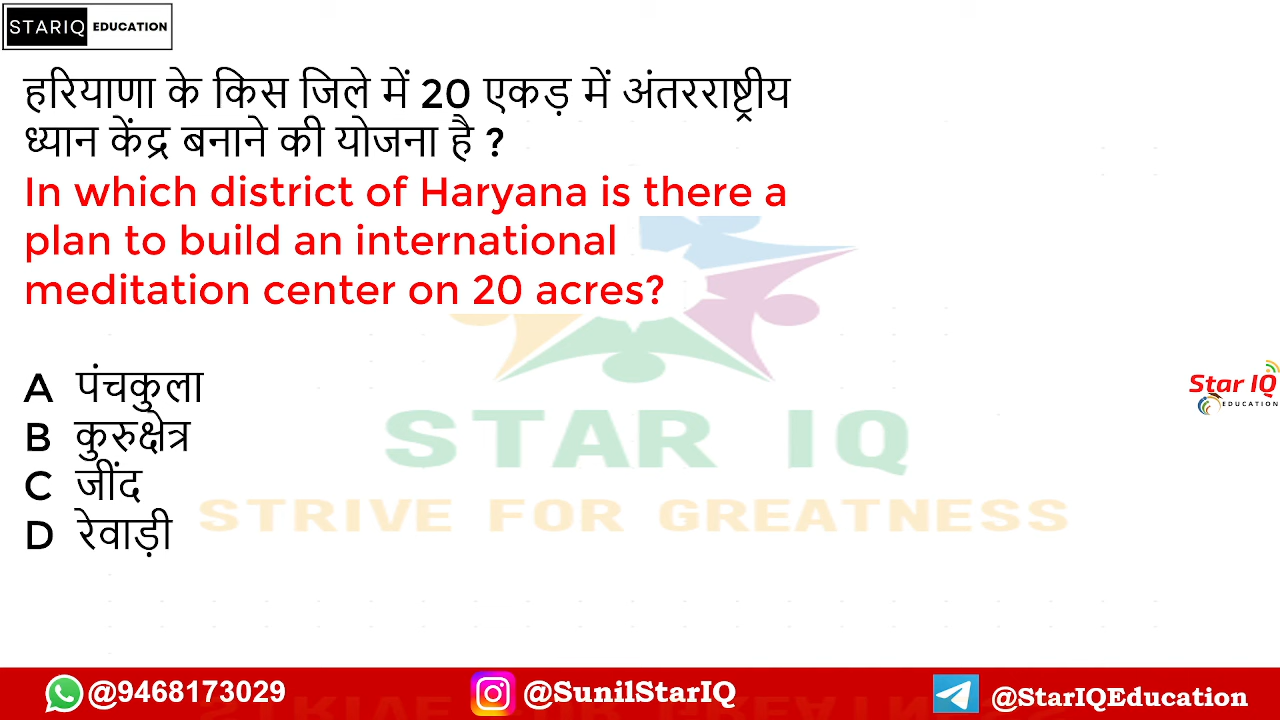 STARIQ EDUCATION
हरियाणा के किस जिले में 20 एकड़ में अंतरराष्ट्रीय
ध्यान केंद्र बनाने की योजना है ?
In which district of Haryana is there a
plan to build an international
meditation center on 20 acres?
A पंचकुला
B कुरुक्षेत्र
C जींद
D रेवाड़ी
Star IQ
EDUCATION
STAR IQ
STRIVE FOR GREATNESS
@9468173029 @SunilStarIQ @StarIQEducation